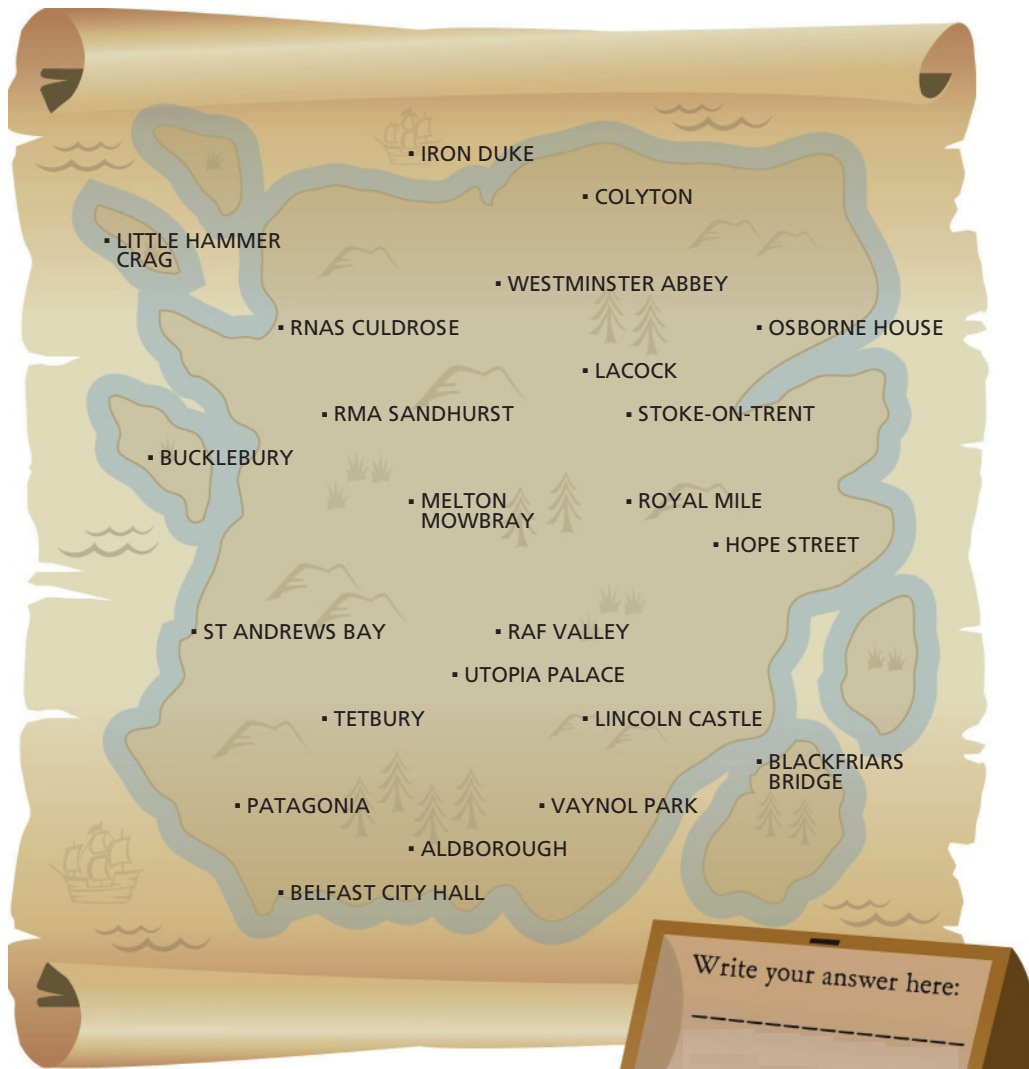 IRON DUKE
COLYTON
LITTLE HAMMER
CRAG
WESTMINSTER ABBEY
RNAS CULDROSE
OSBORNE HOUSE
LACOCK
RMA SANDHURST
STOKE-ON-TRENT
BUCKLEBURY
MELTON
MOWBRAY
ROYAL MILE
HOPE STREET
ST ANDREWS BAY
RAF VALLEY
UTOPIA PALACE
TETBURY
LINCOLN CASTLE
BLACKFRIARS
BRIDGE
PATAGONIA
VAYNOL PARK
ALDBOROUGH
BELFAST CITY HALL
Write your answer here: